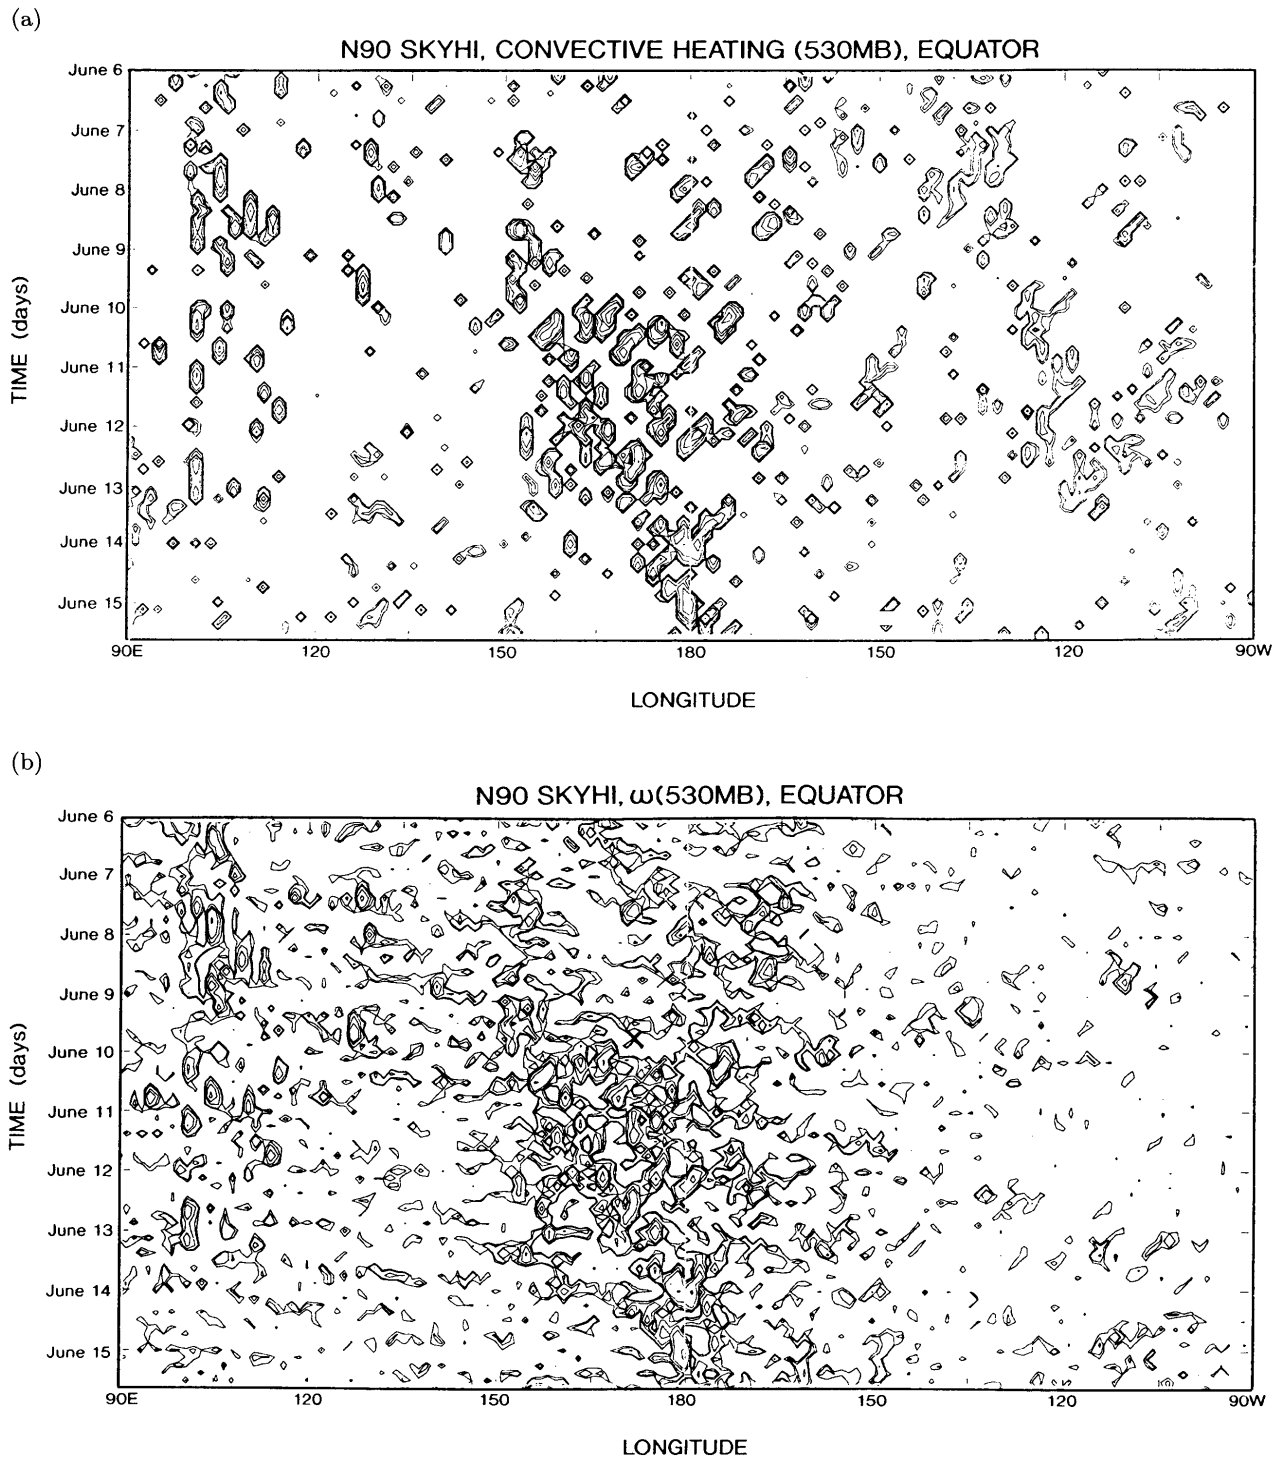 (a)
N90 SKYHI, CONVECTIVE HEATING (530MB), EQUATOR
June 6
June 7
June 8
June 9
June 10
June 11
June 12
June 13
June 14
June 15
TIME (days)
90E 120 150 180 150 120 90W
LONGITUDE
(b)
N90 SKYHI, ω(530MB), EQUATOR
June 6
June 7
June 8
June 9
June 10
June 11
June 12
June 13
June 14
June 15
TIME (days)
90E 120 150 180 150 120 90W
LONGITUDE